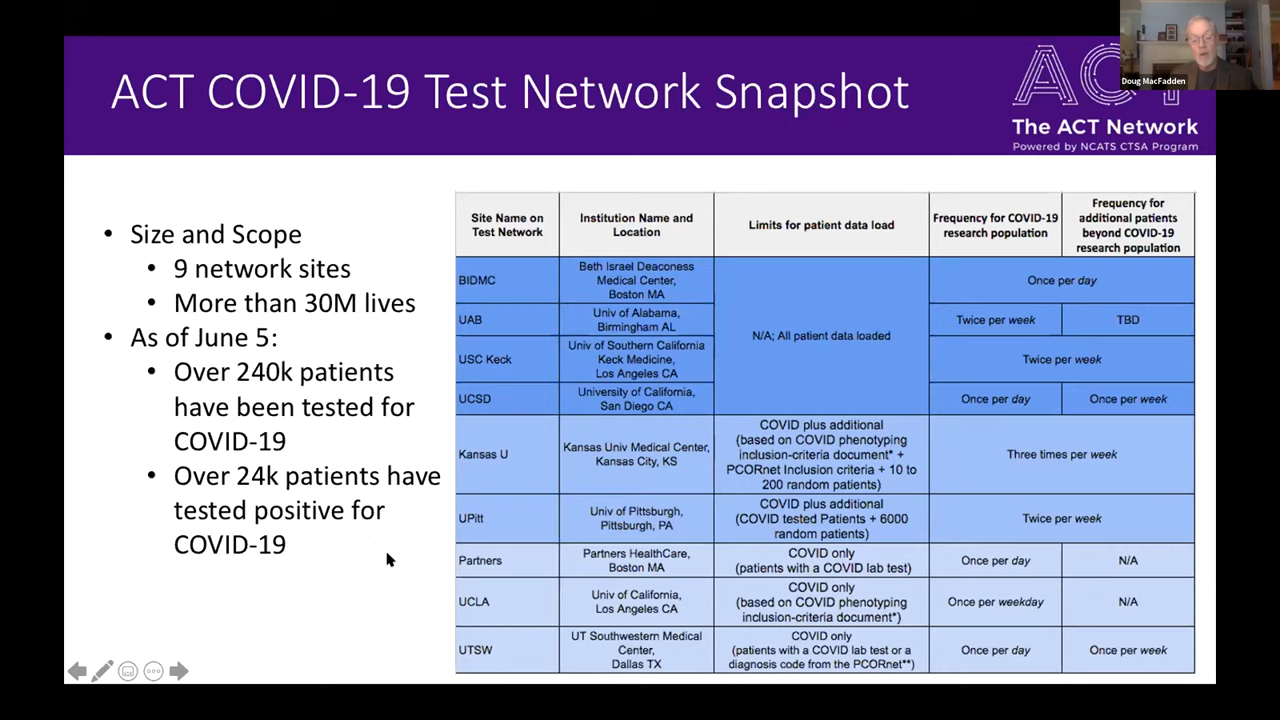 Doug MacFadden
ACT COVID-19 Test Network Snapshot
ACT
The ACT Network
Powered by NCATS CTSA Program
• Size and Scope
• 9 network sites
• More than 30M lives
• As of June 5:
• Over 240k patients
have been tested for
COVID-19
• Over 24k patients have
tested positive for
COVID-19
Site Name on
Test Network
Institution Name and
Location
Limits for patient data load
Frequency for COVID-19
research population
Frequency for
additional patients
beyond COVID-19
research population
BIDMC
Beth Israel Deaconess
Medical Center,
Boston MA
N/A; All patient data loaded
Once per day
UAB
Univ of Alabama,
Birmingham AL
Twice per week
TBD
USC Keck
Univ of Southern California
Keck Medicine,
Los Angeles CA
Twice per week
UCSD
University of California,
San Diego CA
Once per day
Once per week
Kansas U
Kansas Univ Medical Center,
Kansas City, KS
COVID plus additional
(based on COVID phenotyping
inclusion-criteria document* +
PCORnet Inclusion criteria + 10 to
200 random patients)
Three times per week
UPitt
Univ of Pittsburgh,
Pittsburgh, PA
COVID plus additional
(COVID tested Patients + 6000
random patients)
Twice per week
Partners
Partners HealthCare,
Boston MA
COVID only
(patients with a COVID lab test)
Once per day
N/A
UCLA
Univ of California,
Los Angeles CA
COVID only
(based on COVID phenotyping
inclusion-criteria document*)
Once per weekday
N/A
UTSW
UT Southwestern Medical
Center,
Dallas TX
COVID only
(patients with a COVID lab test or a
diagnosis code from the PCORnet**)
Once per day
Once per week